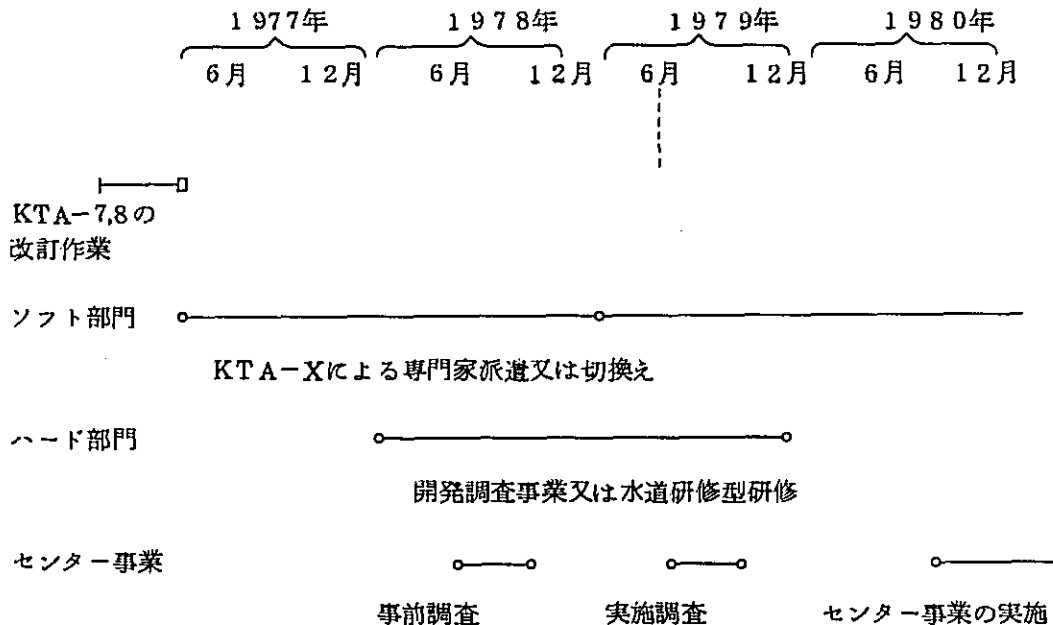 1977年 1978年 1979年 1980年
6月 12月 6月 12月 6月 12月 6月 12月
KTA-7,8の
改訂作業
ソフト部門
KTA-Xによる専門家派遣又は切換え
ハード部門
開発調査事業又は水道研修型研修
センター事業
事前調査 実施調査 センター事業の実施